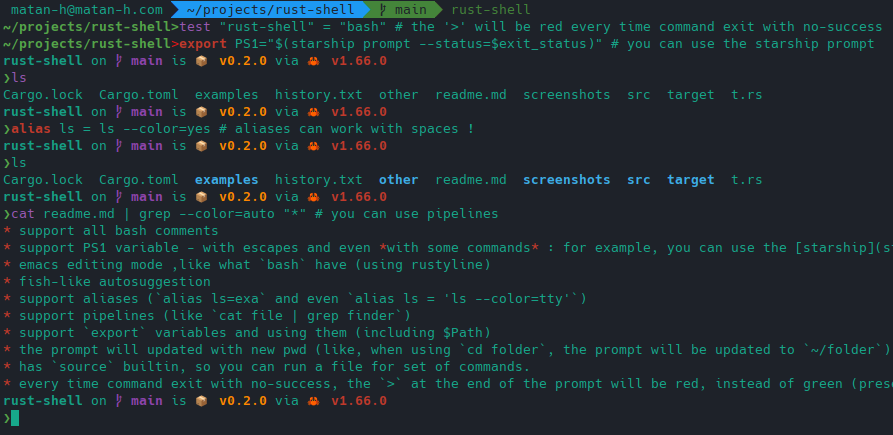 matan-h@matan-h.com ~/projects/rust-shell main rust-shell
~/projects/rust-shell>test "rust-shell" = "bash" # the '>' will be red every time command exit with no-success
~/projects/rust-shell>export PS1="$(starship prompt --status=$exit_status)" # you can use the starship prompt
rust-shell on main is 📦 v0.2.0 via 🦀 v1.66.0
❯ls
Cargo.lock Cargo.toml examples history.txt other readme.md screenshots src target t.rs
rust-shell on main is 📦 v0.2.0 via 🦀 v1.66.0
❯alias ls = ls --color=yes # aliases can work with spaces !
rust-shell on main is 📦 v0.2.0 via 🦀 v1.66.0
❯ls
Cargo.lock Cargo.toml examples history.txt other readme.md screenshots src target t.rs
rust-shell on main is 📦 v0.2.0 via 🦀 v1.66.0
❯cat readme.md | grep --color=auto "*" # you can use pipelines
* support all bash comments
* support PS1 variable - with escapes and even *with some commands* : for example, you can use the [starship](st
* emacs editing mode ,like what `bash` have (using rustyline)
* fish-like autosuggestion
* support aliases (`alias ls=exa` and even `alias ls = 'ls --color=tty'`)
* support pipelines (like `cat file | grep finder`)
* support `export` variables and using them (including $Path)
* the prompt will updated with new pwd (like, when using `cd folder`, the prompt will be updated to `~/folder`)
* has `source` builtin, so you can run a file for set of commands.
* every time command exit with no-success, the `>` at the end of the prompt will be red, instead of green (prese
rust-shell on main is 📦 v0.2.0 via 🦀 v1.66.0
❯